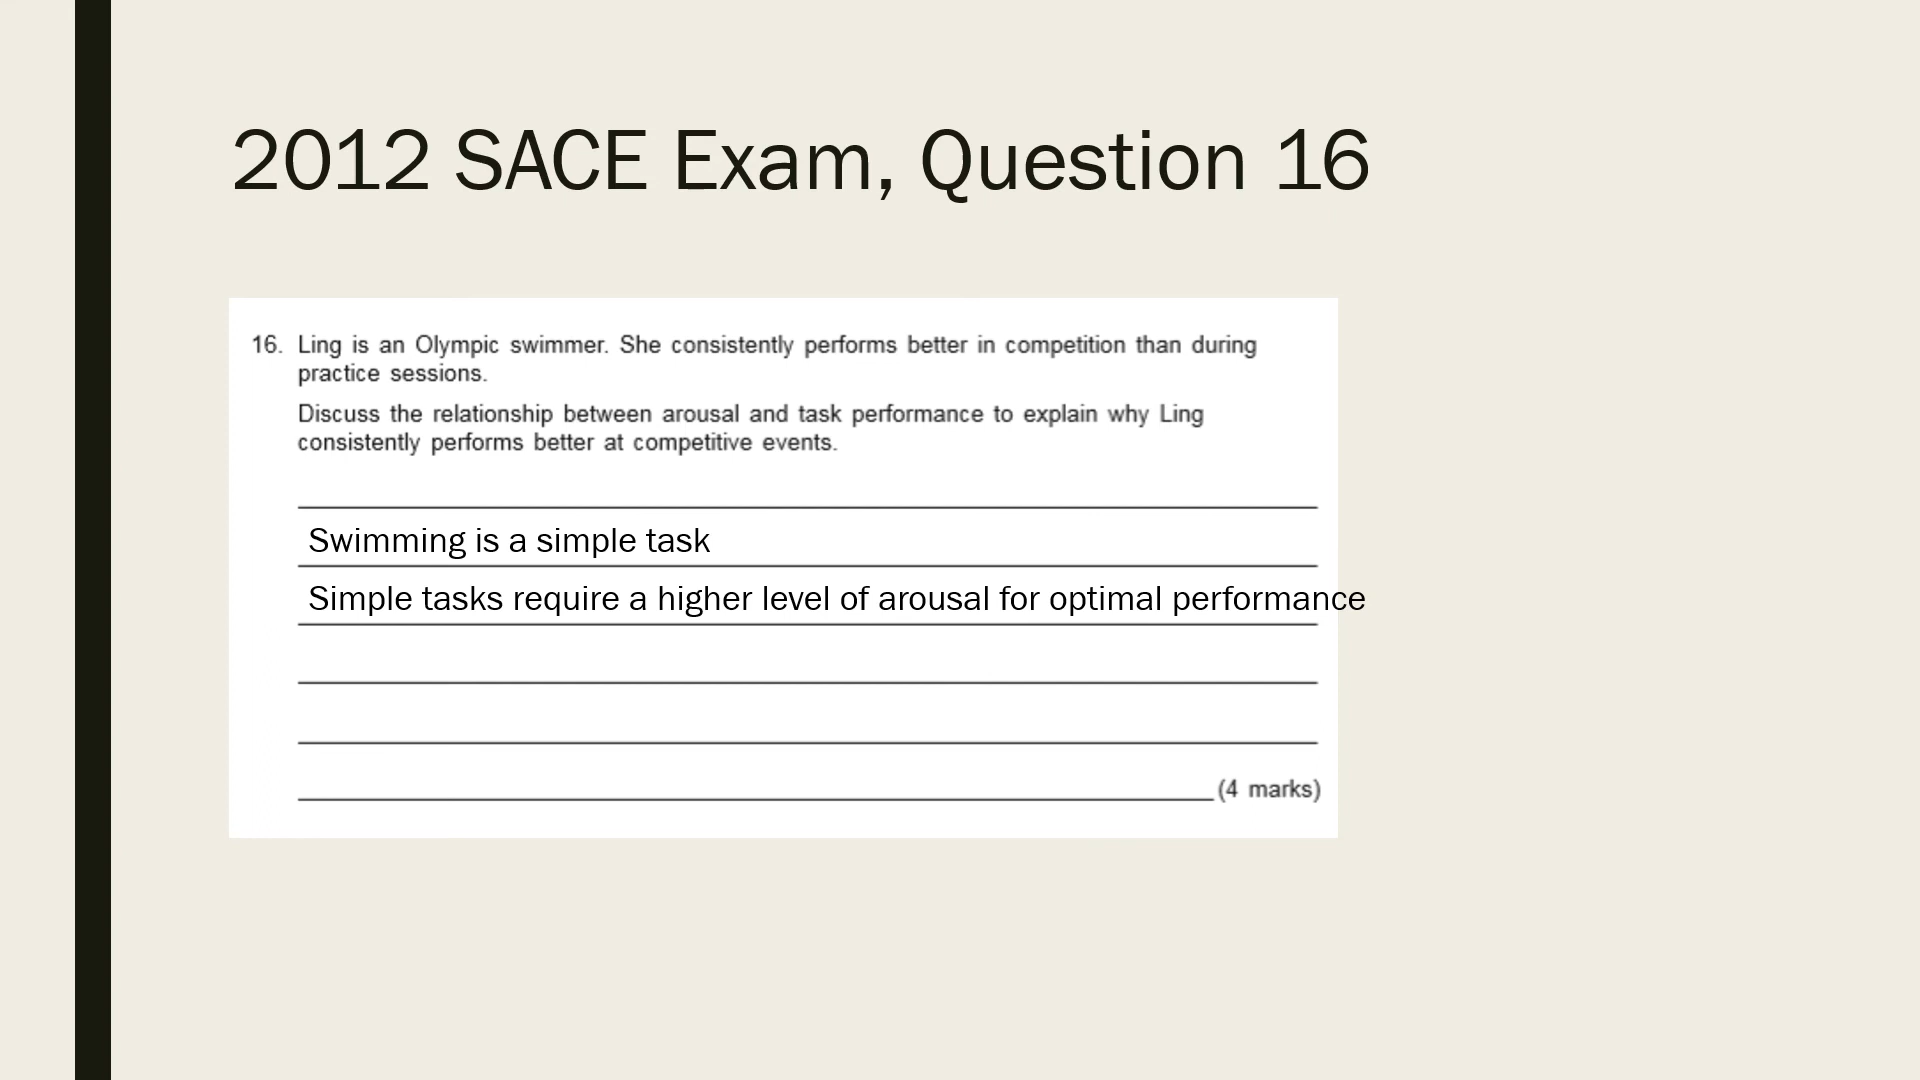 2012 SACE Exam, Question 16
16. Ling is an Olympic swimmer. She consistently performs better in competition than during
practice sessions.
Discuss the relationship between arousal and task performance to explain why Ling
consistently performs better at competitive events.
Swimming is a simple task
Simple tasks require a higher level of arousal for optimal performance
(4 marks)